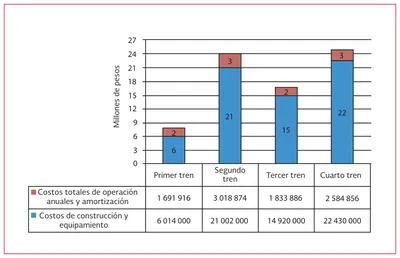 Millones de pesos
27
24
21
18
15
12
9
6
3
0
2
6
3
21
2
15
3
22
Primer tren
Segundo
tren
Tercer tren
Cuarto tren
Costos totales de operación
anuales y amortización
1 691 916
3 018 874
1 833 886
2 584 856
Costos de construcción y
equipamiento
6 014 000
21 002 000
14 920 000
22 430 000